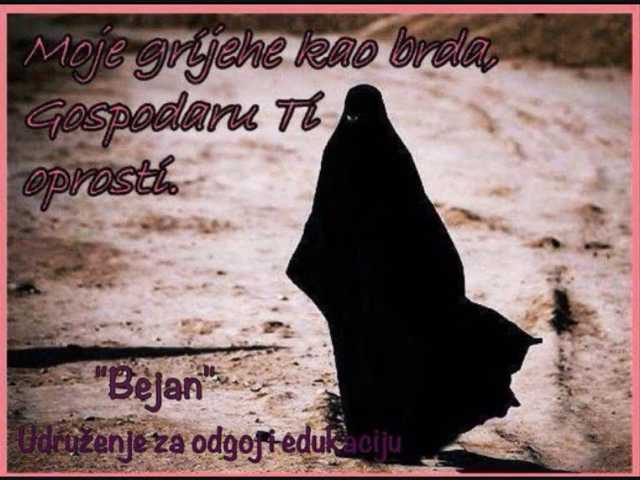 Moje grijehe kao brda,
Gospodaru Ti
oprosti.
"Bejan"
Udruženje za odgoj i edukaciju